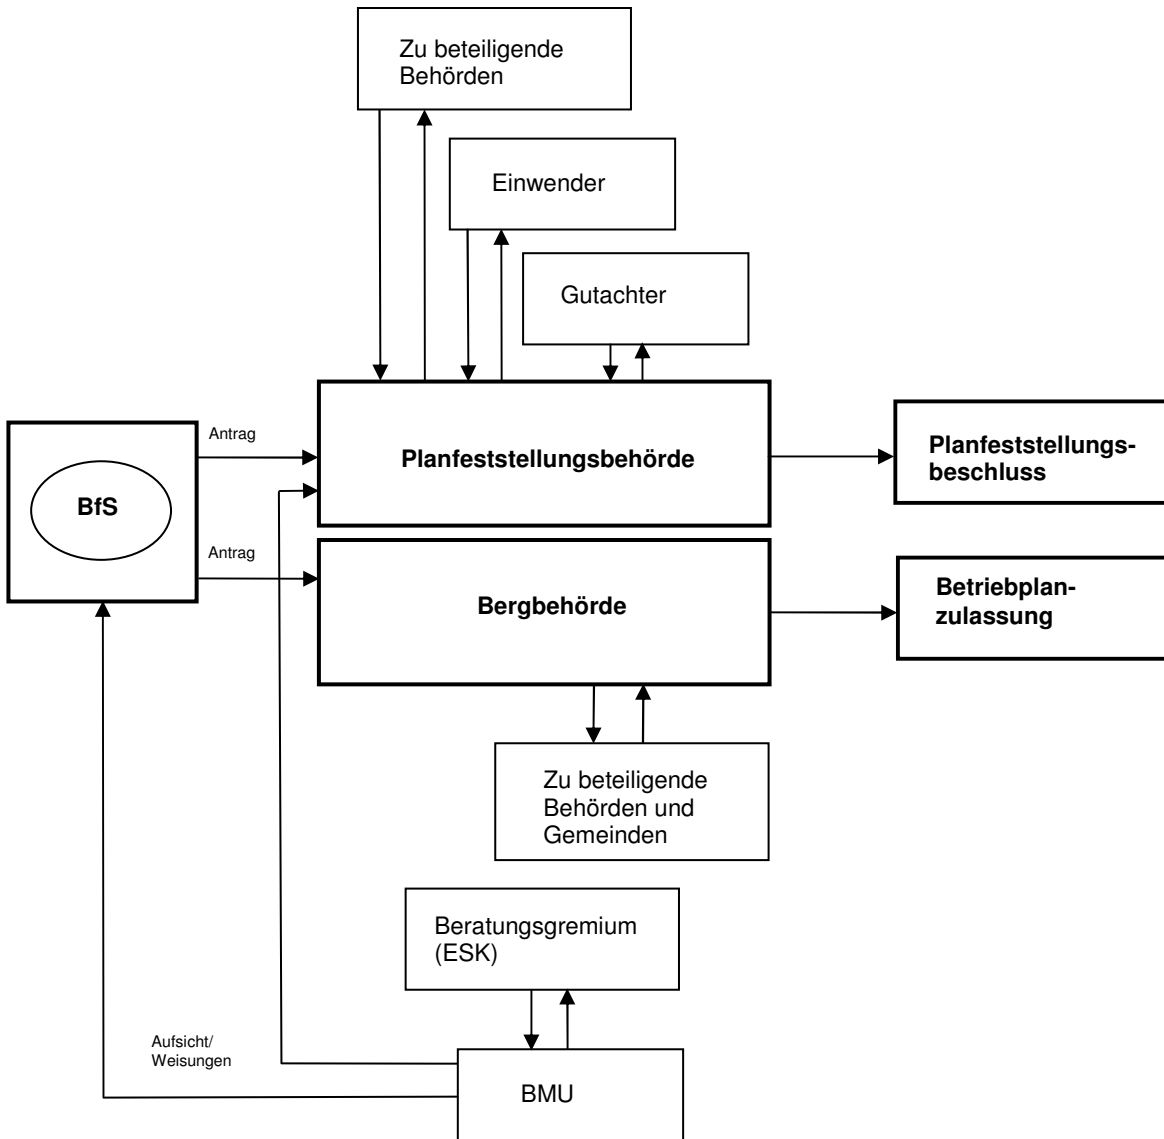 Zu beteiligende
Behörden
Einwender
Gutachter
Antrag
Planfeststellungsbehörde
Planfeststellungs-
beschluss
BfS
Antrag
Bergbehörde
Betriebplan-
zulassung
Zu beteiligende
Behörden und
Gemeinden
Beratungsgremium
(ESK)
Aufsicht/
Weisungen
BMU